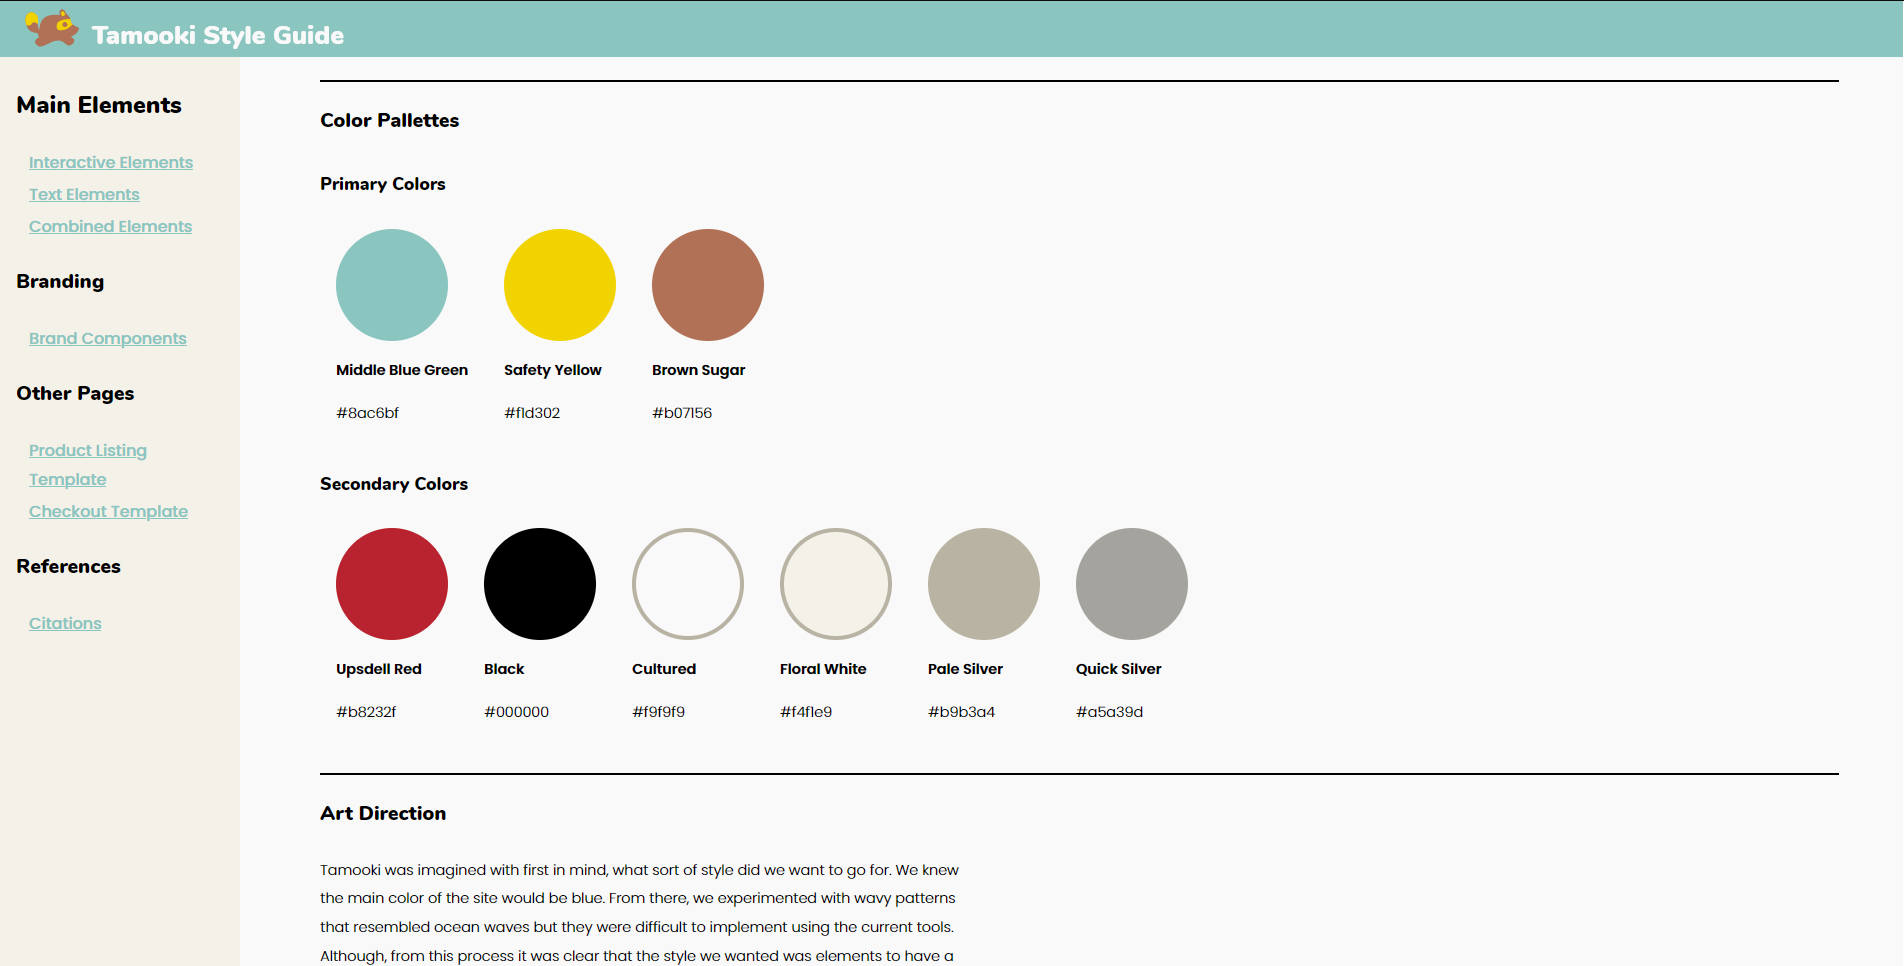 Tamooki Style Guide
Main Elements
Interactive Elements
Text Elements
Combined Elements
Branding
Brand Components
Other Pages
Product Listing
Template
Checkout Template
References
Citations
Color Pallettes
Primary Colors
Middle Blue Green
Safety Yellow
Brown Sugar
#8ac6bf
#f1d302
#b07156
Secondary Colors
Upsdell Red
Black
Cultured
Floral White
Pale Silver
Quick Silver
#b8232f
#000000
#f9f9f9
#f4f1e9
#b9b3a4
#a5a39d
Art Direction
Tamooki was imagined with first in mind, what sort of style did we want to go for. We knew
the main color of the site would be blue. From there, we experimented with wavy patterns
that resembled ocean waves but they were difficult to implement using the current tools.
Although, from this process it was clear that the style we wanted was elements to have a